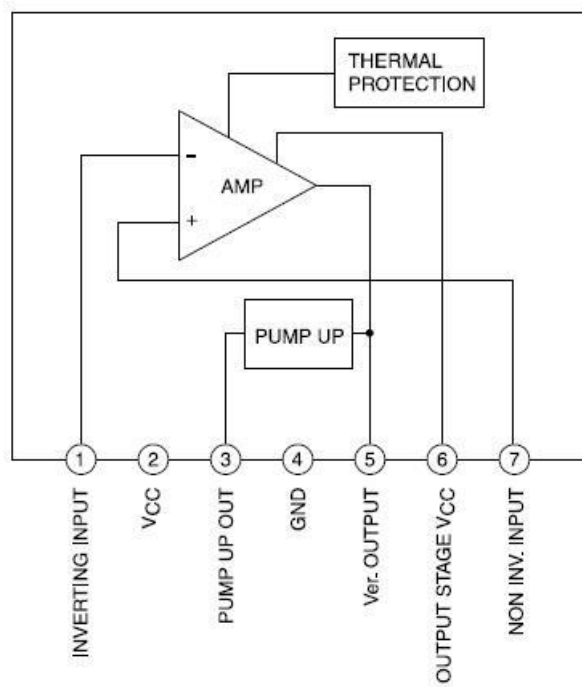 THERMAL
PROTECTION
-
AMP
+
PUMP UP
1
2
3
4
5
6
7
INVERTING INPUT
VCC
PUMP UP OUT
GND
Ver. OUTPUT
OUTPUT STAGE VCC
NON INV. INPUT